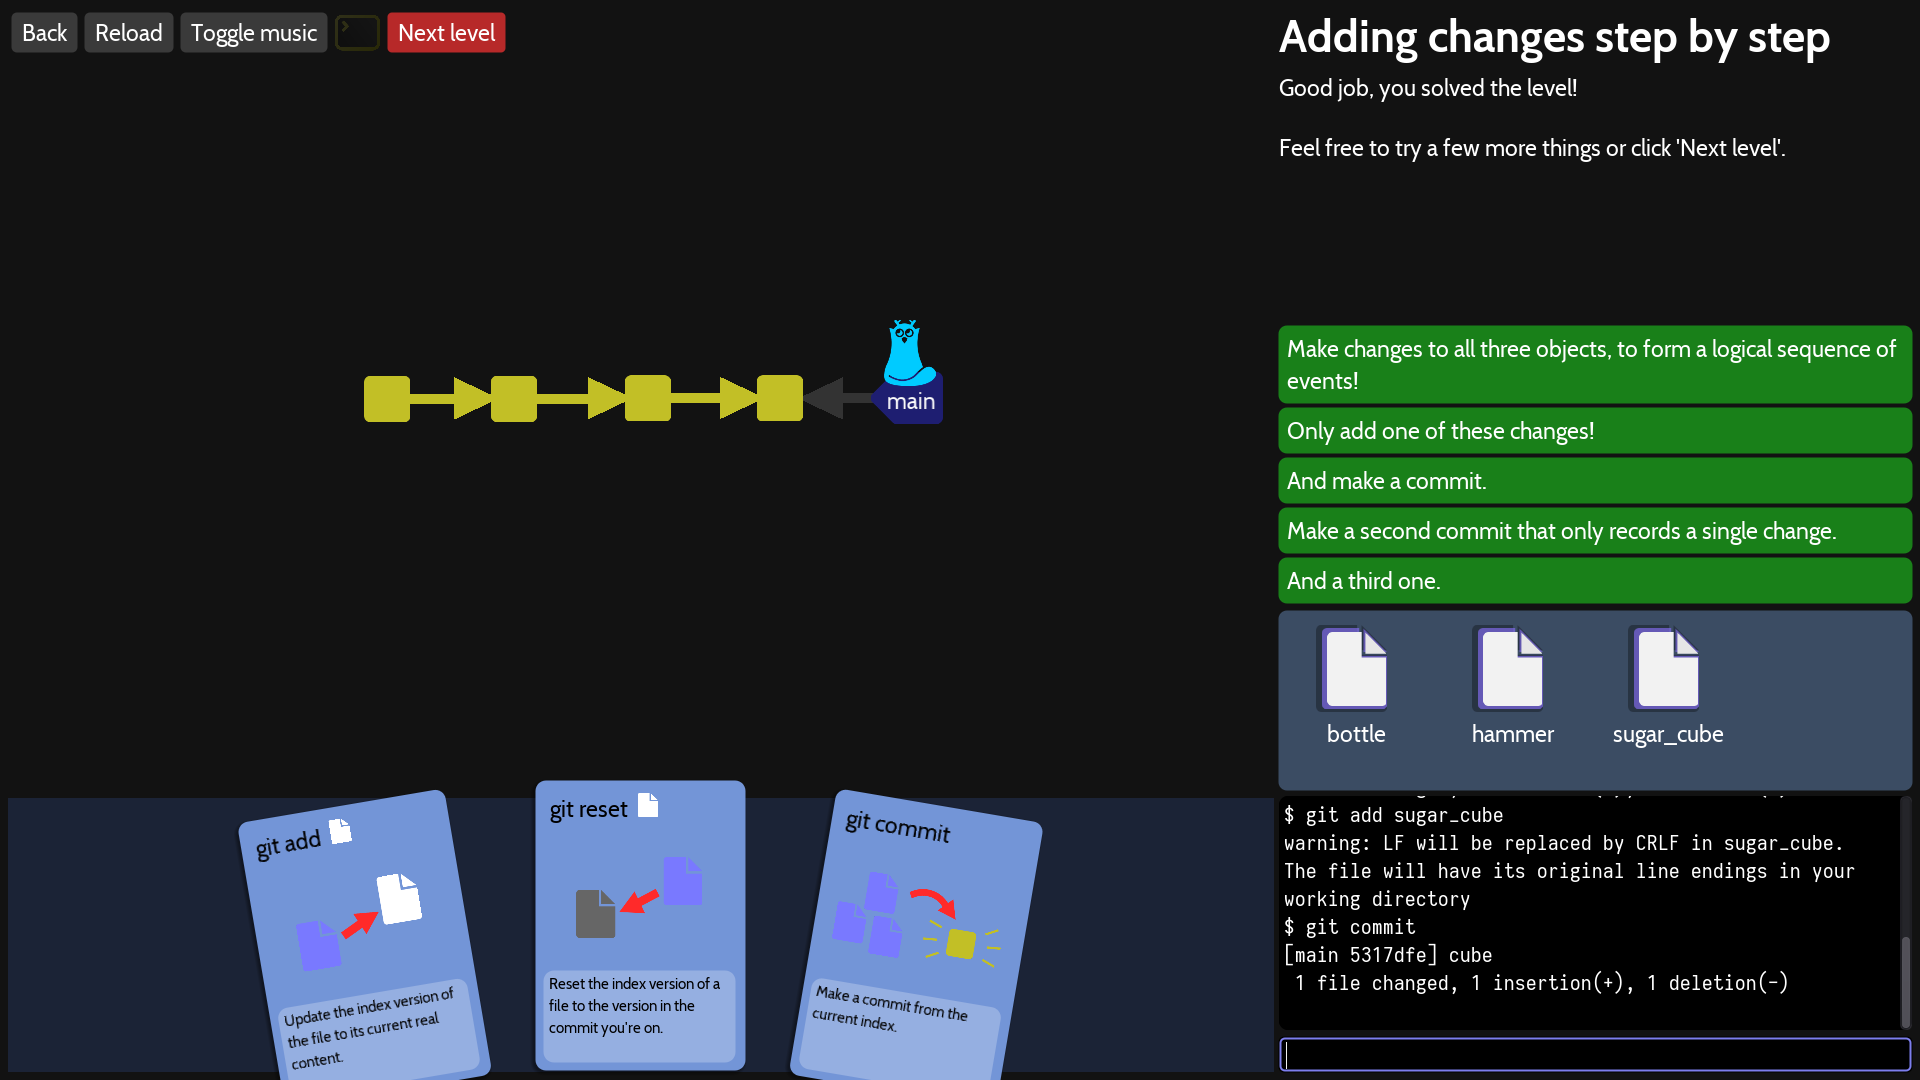 Back
Reload
Toggle music
Next level
Adding changes step by step
Good job, you solved the level!
Feel free to try a few more things or click 'Next level'.
main
Make changes to all three objects, to form a logical sequence of
events!
Only add one of these changes!
And make a commit.
Make a second commit that only records a single change.
And a third one.
bottle
hammer
sugar_cube
git add
Update the index version of
the file to its current real
content.
git reset
Reset the index version of a
file to the version in the
commit you're on.
git commit
Make a commit from the
current index.
$ git add sugar_cube
warning: LF will be replaced by CRLF in sugar_cube.
The file will have its original line endings in your
working directory
$ git commit
[main 5317dfe] cube
1 file changed, 1 insertion(+), 1 deletion(-)